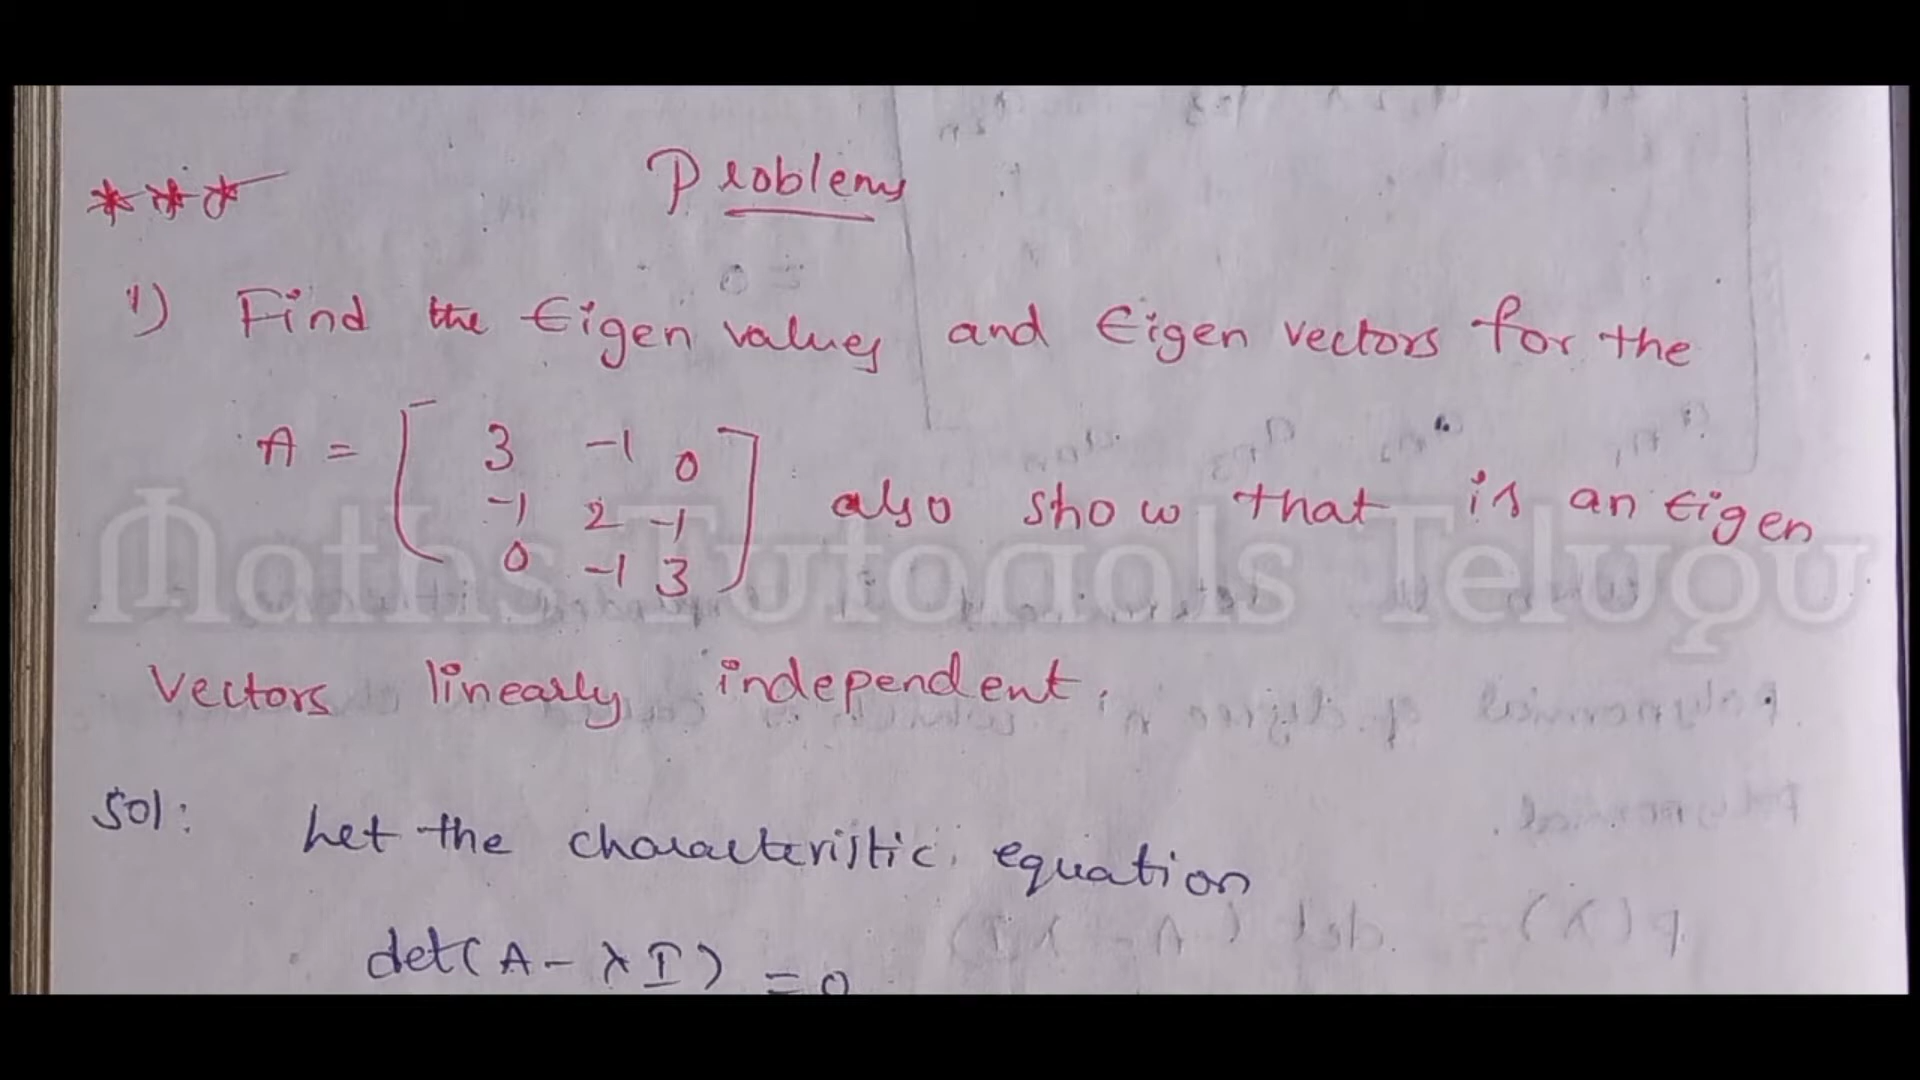 *** Problems
1) Find the Eigen values and Eigen vectors for the
A = [ 3 -1 0
-1 2 -1
0 -1 3 ] also show that is an Eigen
Maths Tutorials Telugu
vectors linearly independent.
Sol: Let the characteristic equation
det(A - λI) = 0